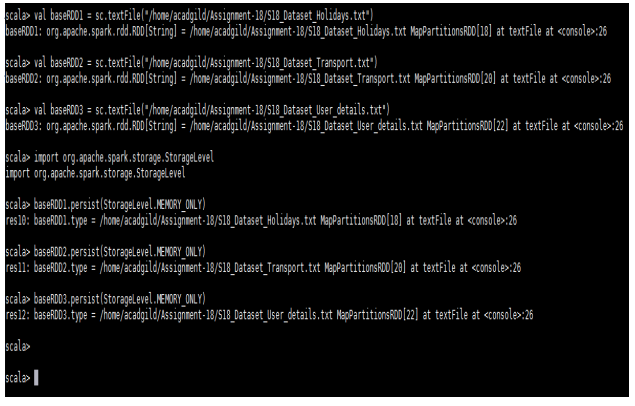 scala> val baseRDD1 = sc.textFile("/home/acadgild/Assignment-18/S18_Dataset_Holidays.txt")
baseRDD1: org.apache.spark.rdd.RDD[String] = /home/acadgild/Assignment-18/S18_Dataset_Holidays.txt MapPartitionsRDD[18] at textFile at <console>:26
scala> val baseRDD2 = sc.textFile("/home/acadgild/Assignment-18/S18_Dataset_Transport.txt")
baseRDD2: org.apache.spark.rdd.RDD[String] = /home/acadgild/Assignment-18/S18_Dataset_Transport.txt MapPartitionsRDD[20] at textFile at <console>:26
scala> val baseRDD3 = sc.textFile("/home/acadgild/Assignment-18/S18_Dataset_User_details.txt")
baseRDD3: org.apache.spark.rdd.RDD[String] = /home/acadgild/Assignment-18/S18_Dataset_User_details.txt MapPartitionsRDD[22] at textFile at <console>:26
scala> import org.apache.spark.storage.StorageLevel
import org.apache.spark.storage.StorageLevel
scala> baseRDD1.persist(StorageLevel.MEMORY_ONLY)
res10: baseRDD1.type = /home/acadgild/Assignment-18/S18_Dataset_Holidays.txt MapPartitionsRDD[18] at textFile at <console>:26
scala> baseRDD2.persist(StorageLevel.MEMORY_ONLY)
res11: baseRDD2.type = /home/acadgild/Assignment-18/S18_Dataset_Transport.txt MapPartitionsRDD[20] at textFile at <console>:26
scala> baseRDD3.persist(StorageLevel.MEMORY_ONLY)
res12: baseRDD3.type = /home/acadgild/Assignment-18/S18_Dataset_User_details.txt MapPartitionsRDD[22] at textFile at <console>:26
scala>
scala>